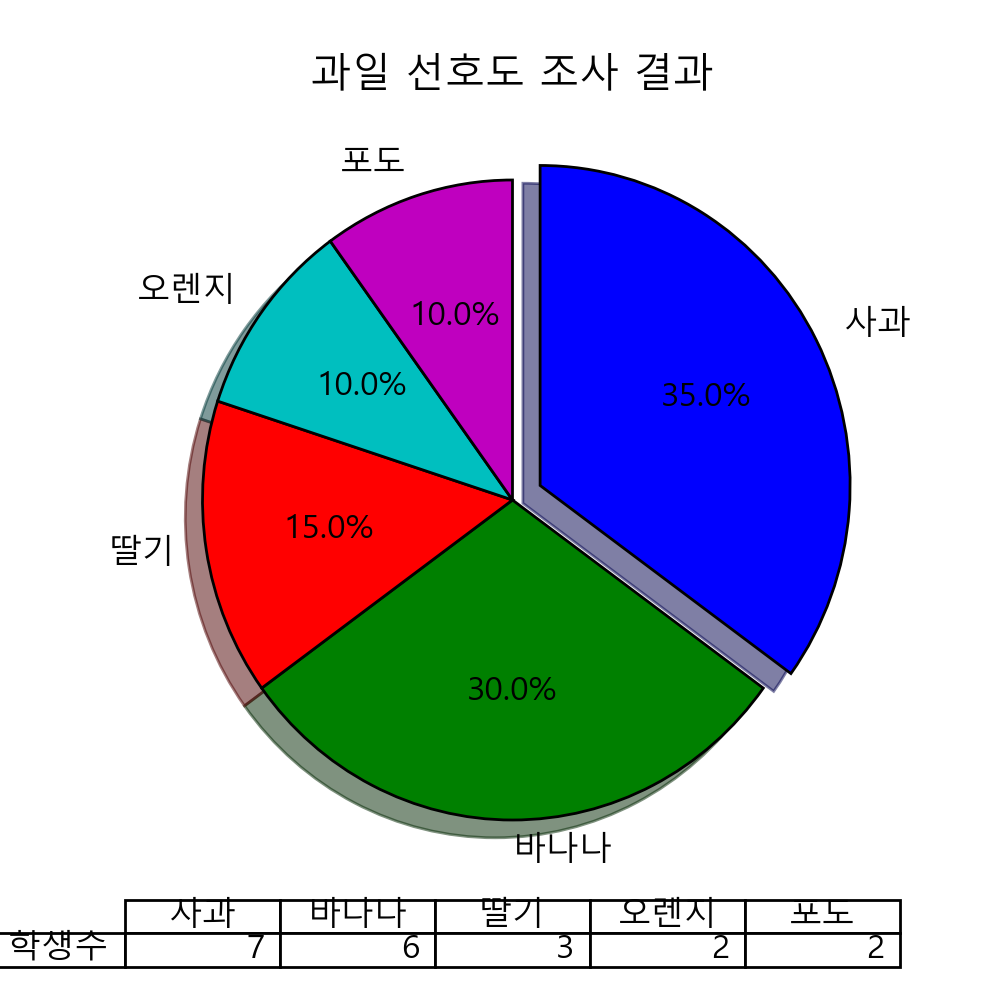 과일 선호도 조사 결과
포도
오렌지
사과
10.0%
10.0%
35.0%
15.0%
딸기
30.0%
바나나
사과 바나나 딸기 오렌지 포도
학생수 7 6 3 2 2